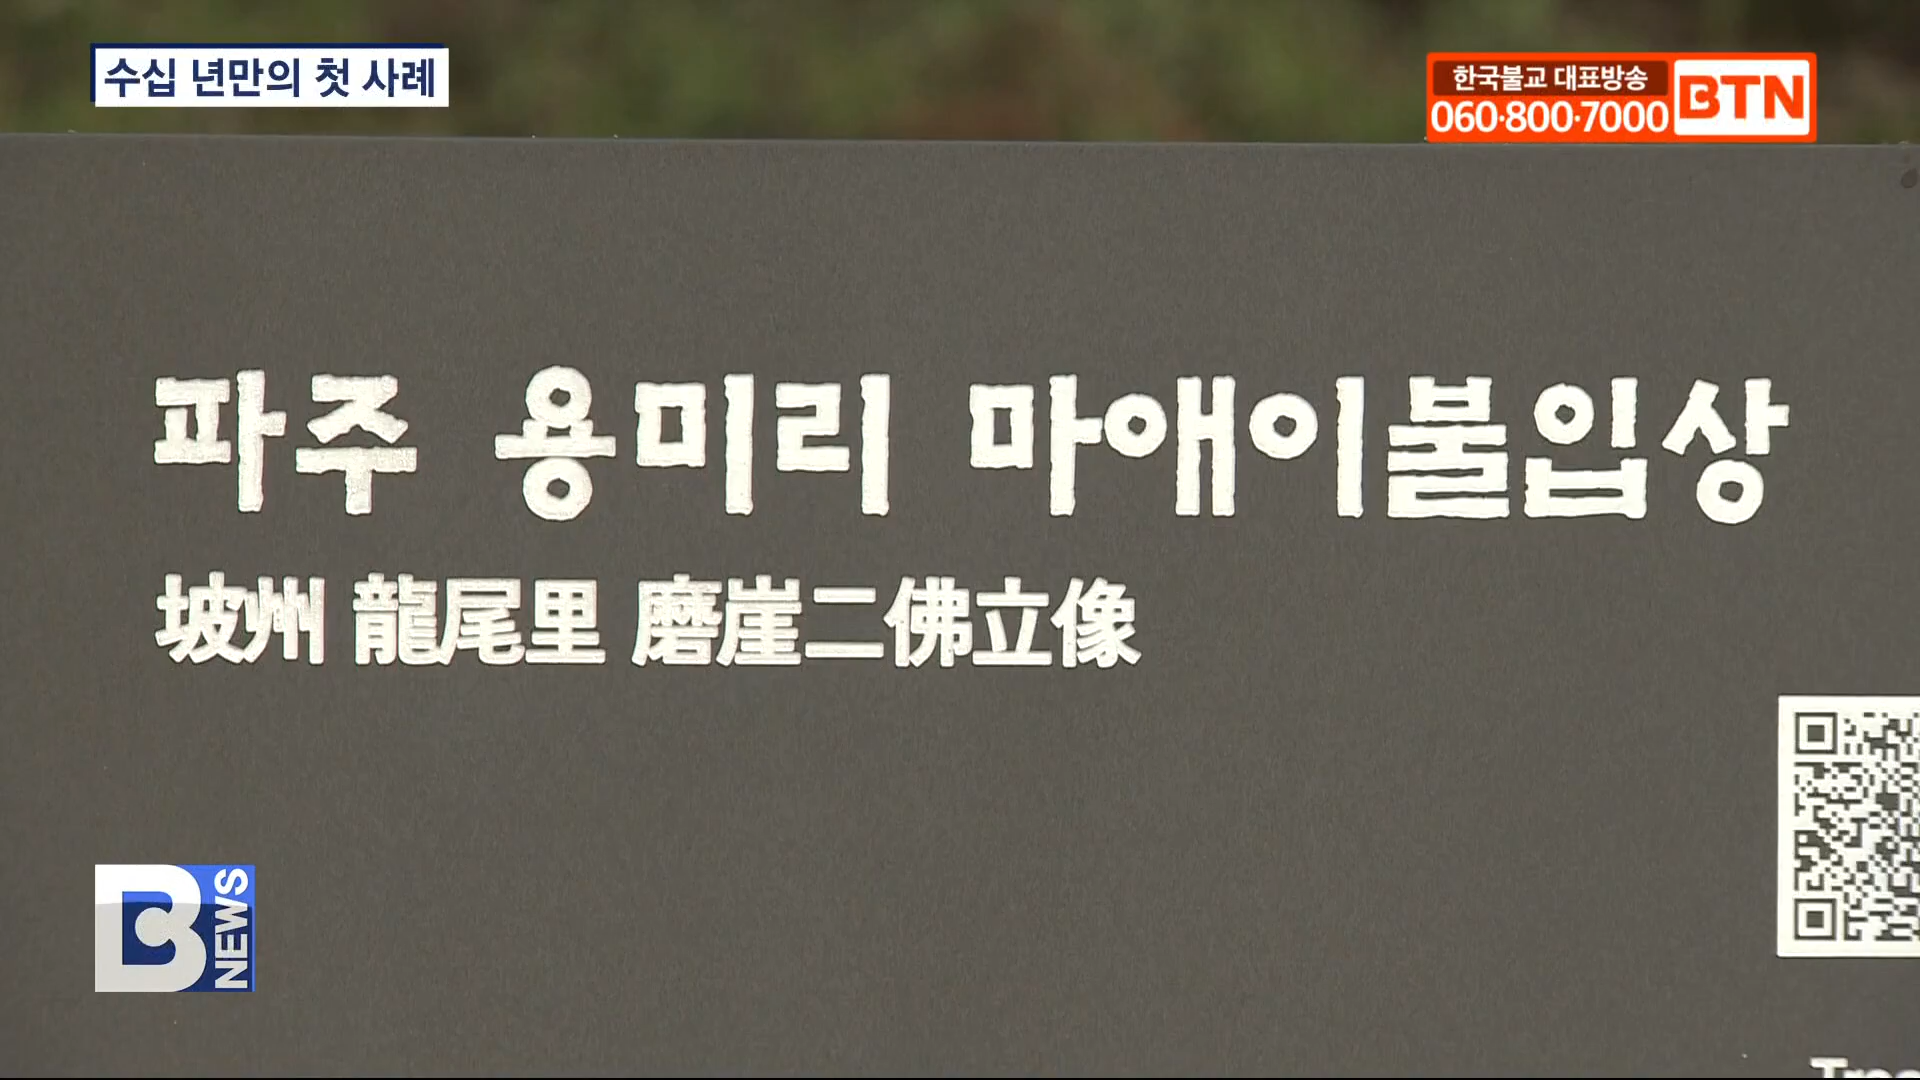 수십 년만의 첫 사례
한국불교 대표방송
060·800·7000
BTN
파주 용미리 마애이불입상
坡州 龍尾里 磨崖二佛立像
B NEWS